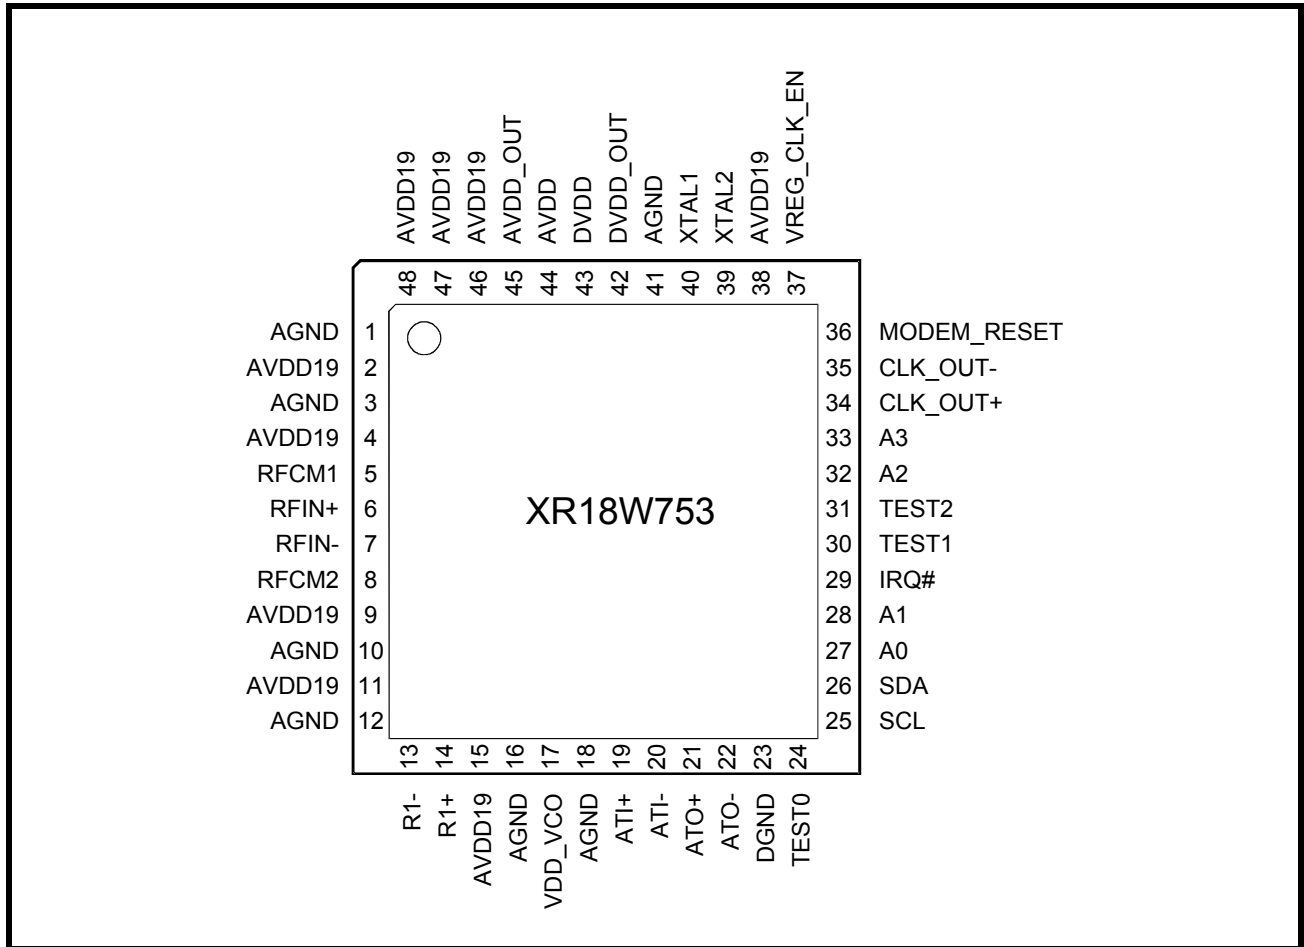 AVDD19
AVDD19
AVDD19
AVDD_OUT
AVDD
DVDD
DVDD_OUT
AGND
XTAL1
XTAL2
AVDD19
VREG_CLK_EN
48
47
46
45
44
43
42
41
40
39
38
37
AGND 1
AVDD19 2
AGND 3
AVDD19 4
RFCM1 5
RFIN+ 6
RFIN- 7
RFCM2 8
AVDD19 9
AGND 10
AVDD19 11
AGND 12
XR18W753
36 MODEM_RESET
35 CLK_OUT-
34 CLK_OUT+
33 A3
32 A2
31 TEST2
30 TEST1
29 IRQ#
28 A1
27 A0
26 SDA
25 SCL
13
14
15
16
17
18
19
20
21
22
23
24
R1-
R1+
AVDD19
AGND
VDD_VCO
AGND
ATI+
ATI-
ATO+
ATO-
DGND
TEST0